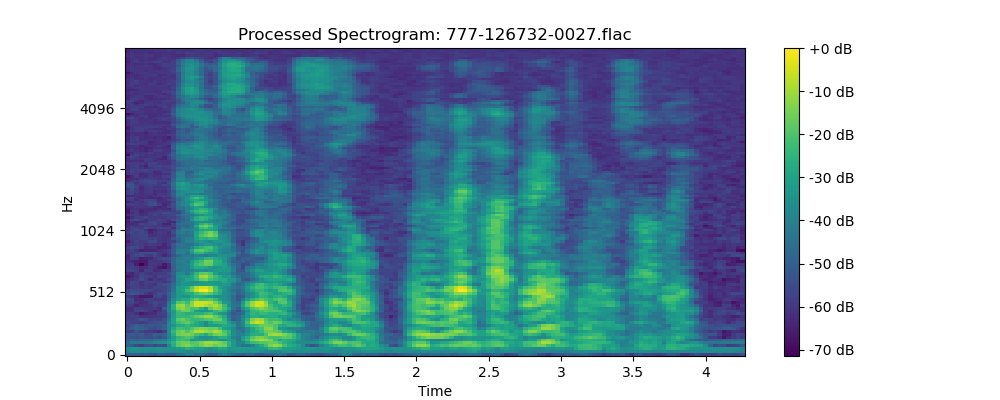 Processed Spectrogram: 777-126732-0027.flac
Hz
4096
2048
1024
512
0
0
0.5
1
1.5
2
2.5
3
3.5
4
Time
+0 dB
-10 dB
-20 dB
-30 dB
-40 dB
-50 dB
-60 dB
-70 dB